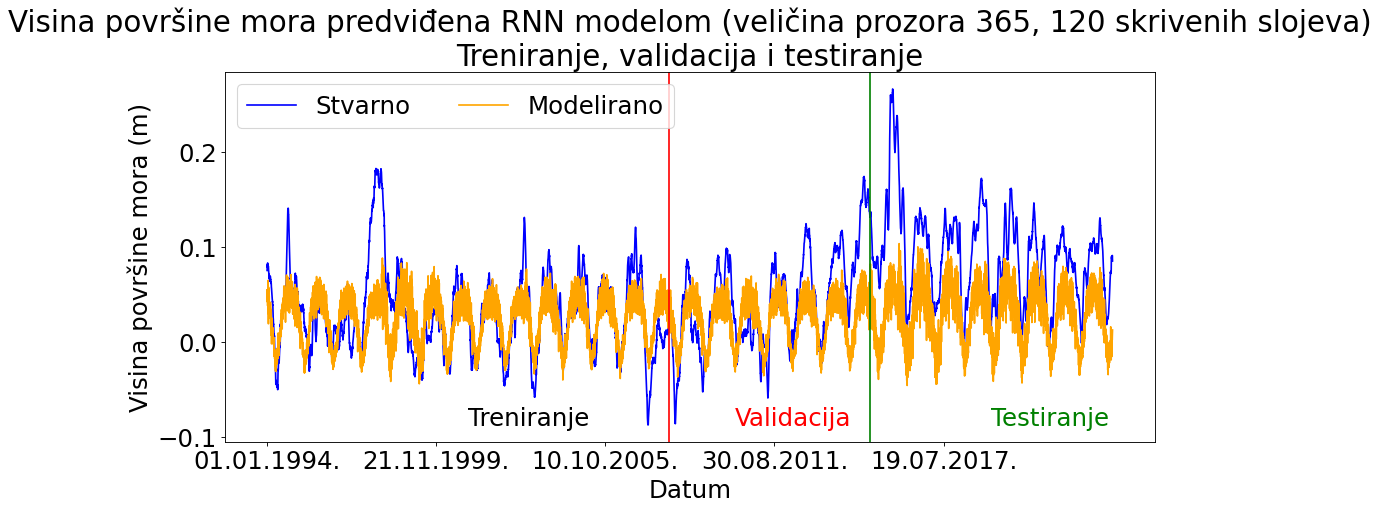 Visina površine mora predviđena RNN modelom (veličina prozora 365, 120 skrivenih slojeva)
Treniranje, validacija i testiranje
Stvarno
Modelirano
Visina površine mora (m)
0.2
0.1
0.0
−0.1
Treniranje
Validacija
Testiranje
01.01.1994.
21.11.1999.
10.10.2005.
30.08.2011.
19.07.2017.
Datum